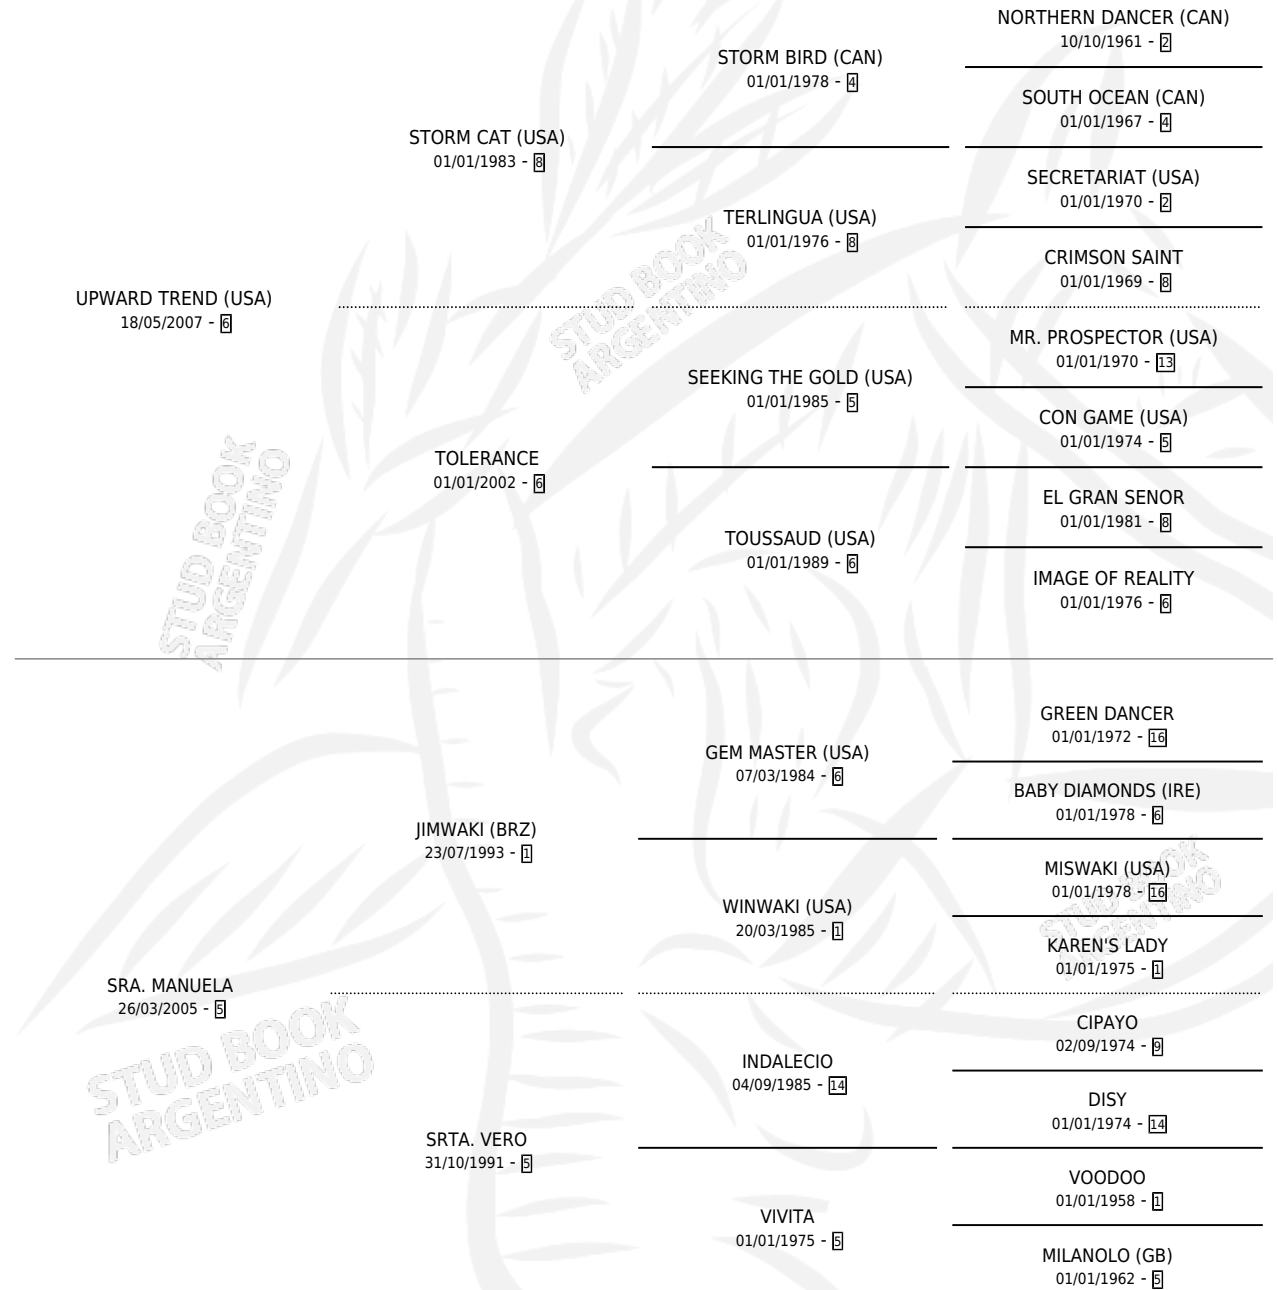 NORTHERN DANCER (CAN)
10/10/1961 - 2
STORM BIRD (CAN)
01/01/1978 - 4
SOUTH OCEAN (CAN)
01/01/1967 - 4
STORM CAT (USA)
01/01/1983 - 8
SECRETARIAT (USA)
01/01/1970 - 2
TERLINGUA (USA)
01/01/1976 - 8
CRIMSON SAINT
01/01/1969 - 8
UPWARD TREND (USA)
18/05/2007 - 6
STUD BOOK
ARGENTINO
MR. PROSPECTOR (USA)
01/01/1970 - 13
SEEKING THE GOLD (USA)
01/01/1985 - 5
CON GAME (USA)
01/01/1974 - 5
TOLERANCE
01/01/2002 - 6
EL GRAN SENOR
01/01/1981 - 8
TOUSSAUD (USA)
01/01/1989 - 6
IMAGE OF REALITY
01/01/1976 - 6
STUD BOOK
ARGENTINO
GREEN DANCER
01/01/1972 - 16
GEM MASTER (USA)
07/03/1984 - 6
BABY DIAMONDS (IRE)
01/01/1978 - 6
JIMWAKI (BRZ)
23/07/1993 - 1
MISWAKI (USA)
01/01/1978 - 16
WINWAKI (USA)
20/03/1985 - 1
KAREN'S LADY
01/01/1975 - 1
STUD BOOK
ARGENTINO
SRA. MANUELA
26/03/2005 - 5
CIPAYO
02/09/1974 - 9
INDALECIO
04/09/1985 - 14
DISY
01/01/1974 - 14
STUD BOOK
ARGENTINO
SRTA. VERO
31/10/1991 - 5
VOODOO
01/01/1958 - 1
VIVITA
01/01/1975 - 5
MILANOLO (GB)
01/01/1962 - 5